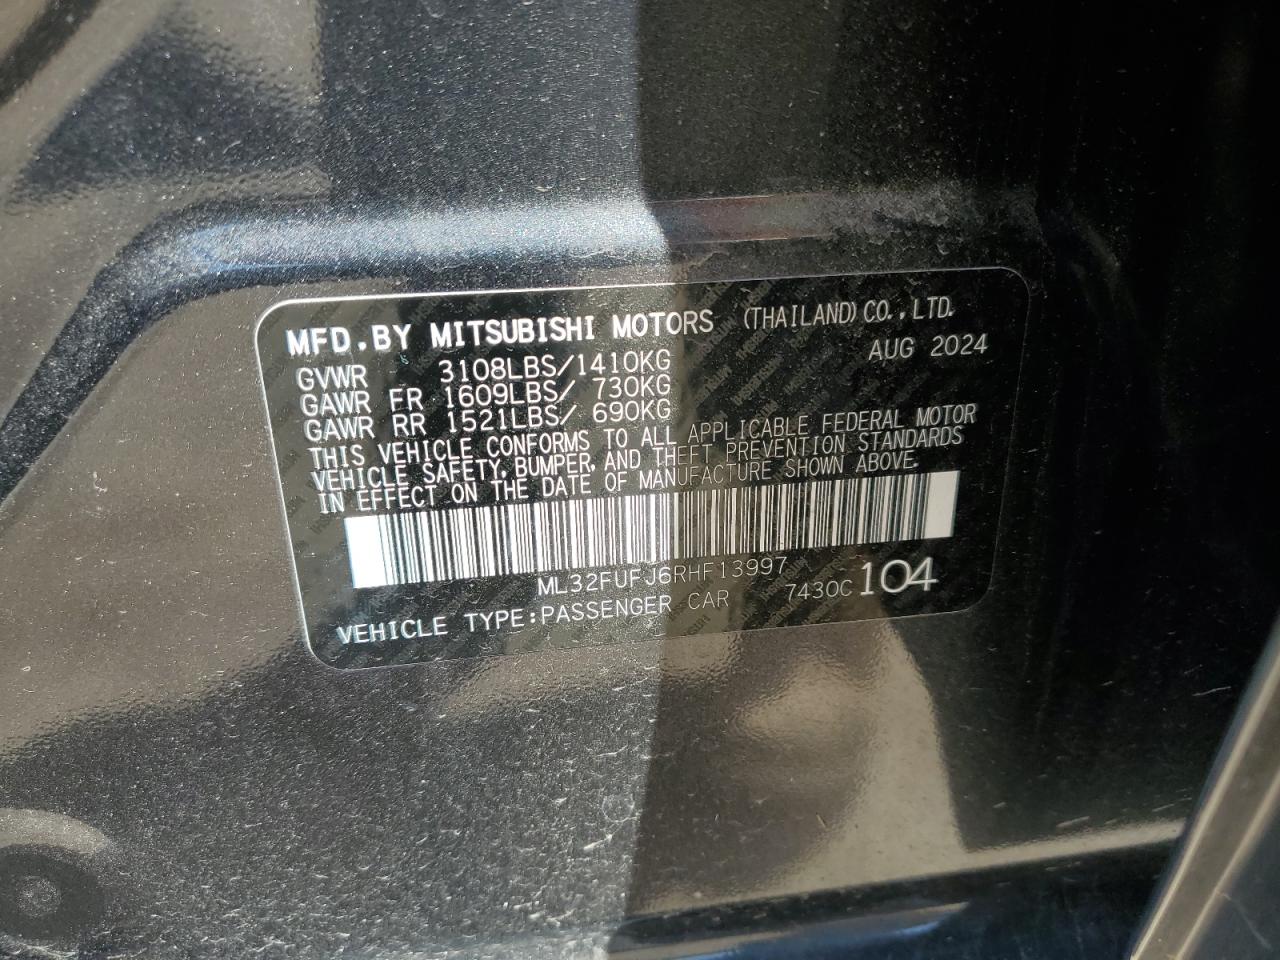 MFD.BY MITSUBISHI MOTORS (THAILAND) CO.,LTD.
AUG 2024
GVWR 3108LBS/1410KG
GAWR FR 1609LBS/ 730KG
GAWR RR 1521LBS/ 690KG
THIS VEHICLE CONFORMS TO ALL APPLICABLE FEDERAL MOTOR
VEHICLE SAFETY, BUMPER, AND THEFT PREVENTION STANDARDS
IN EFFECT ON THE DATE OF MANUFACTURE SHOWN ABOVE.
ML32FUFJ6RHF13997
VEHICLE TYPE:PASSENGER CAR 7430C 104